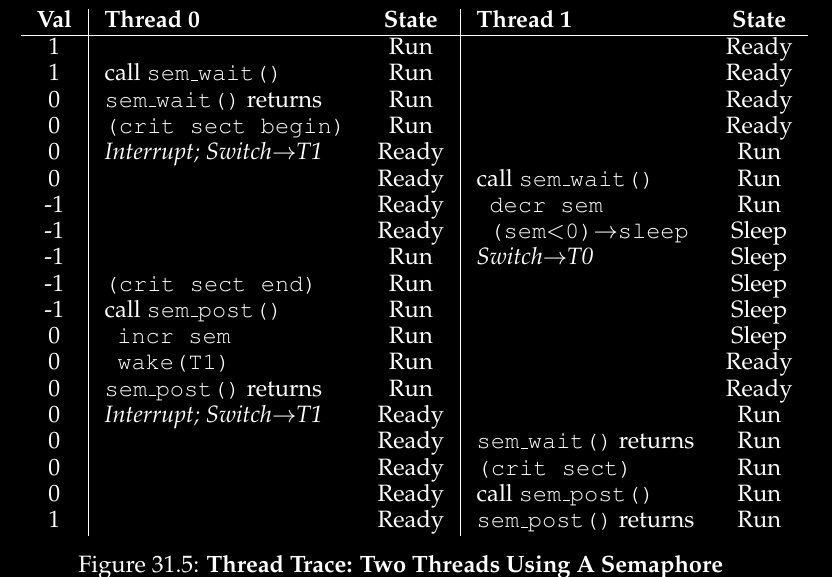 Val Thread 0 State Thread 1 State
1 Run Ready
1 call sem_wait() Run Ready
0 sem_wait() returns Run Ready
0 (crit sect begin) Run Ready
0 Interrupt; Switch→T1 Ready Run
0 Ready call sem_wait() Run
-1 Ready decr sem Run
-1 Ready (sem<0)→sleep Sleep
-1 Run Switch→T0 Sleep
-1 (crit sect end) Run Sleep
-1 call sem_post() Run Sleep
0 incr sem Run Sleep
0 wake(T1) Run Ready
0 sem_post() returns Run Ready
0 Interrupt; Switch→T1 Ready Run
0 Ready sem_wait() returns Run
0 Ready (crit sect) Run
0 Ready call sem_post() Run
1 Ready sem_post() returns Run
Figure 31.5: Thread Trace: Two Threads Using A Semaphore